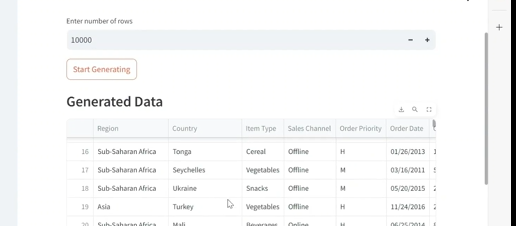 Enter number of rows
10000
Start Generating
Generated Data
Region Country Item Type Sales Channel Order Priority Order Date
16 Sub-Saharan Africa Tonga Cereal Offline H 01/26/2013 1
17 Sub-Saharan Africa Seychelles Vegetables Offline M 03/16/2011
18 Sub-Saharan Africa Ukraine Snacks Offline M 05/20/2015 2
19 Asia Turkey Vegetables Offline H 11/24/2016 2
20 Sub-Saharan Africa Mali Beverages Online H 06/25/2014